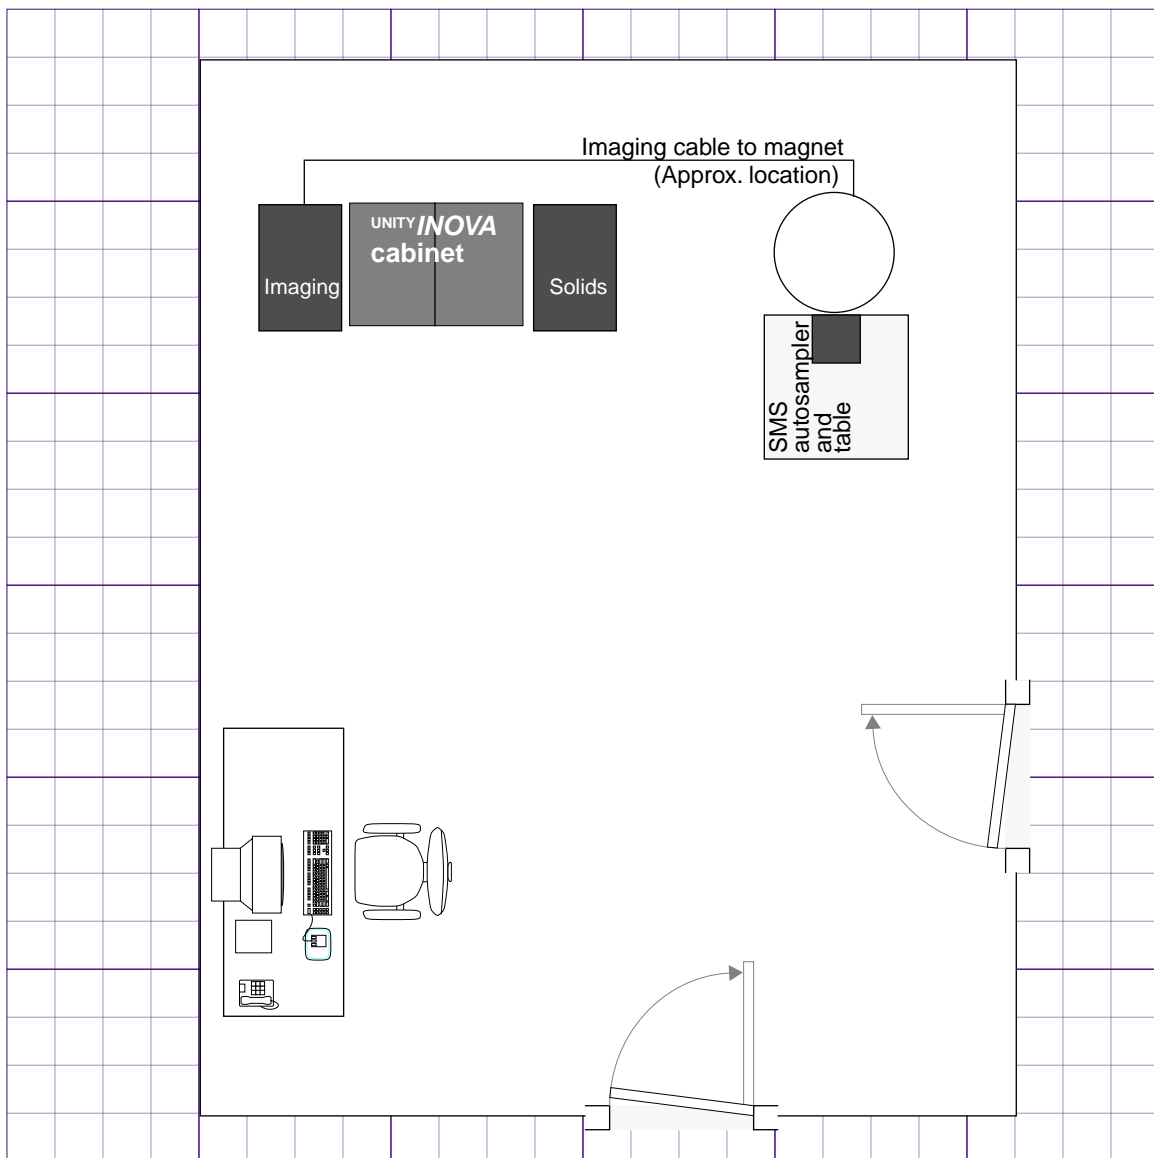 Imaging cable to magnet
(Approx. location)
UNITY INOVA
cabinet
Imaging
Solids
SMS
autosampler
and
table